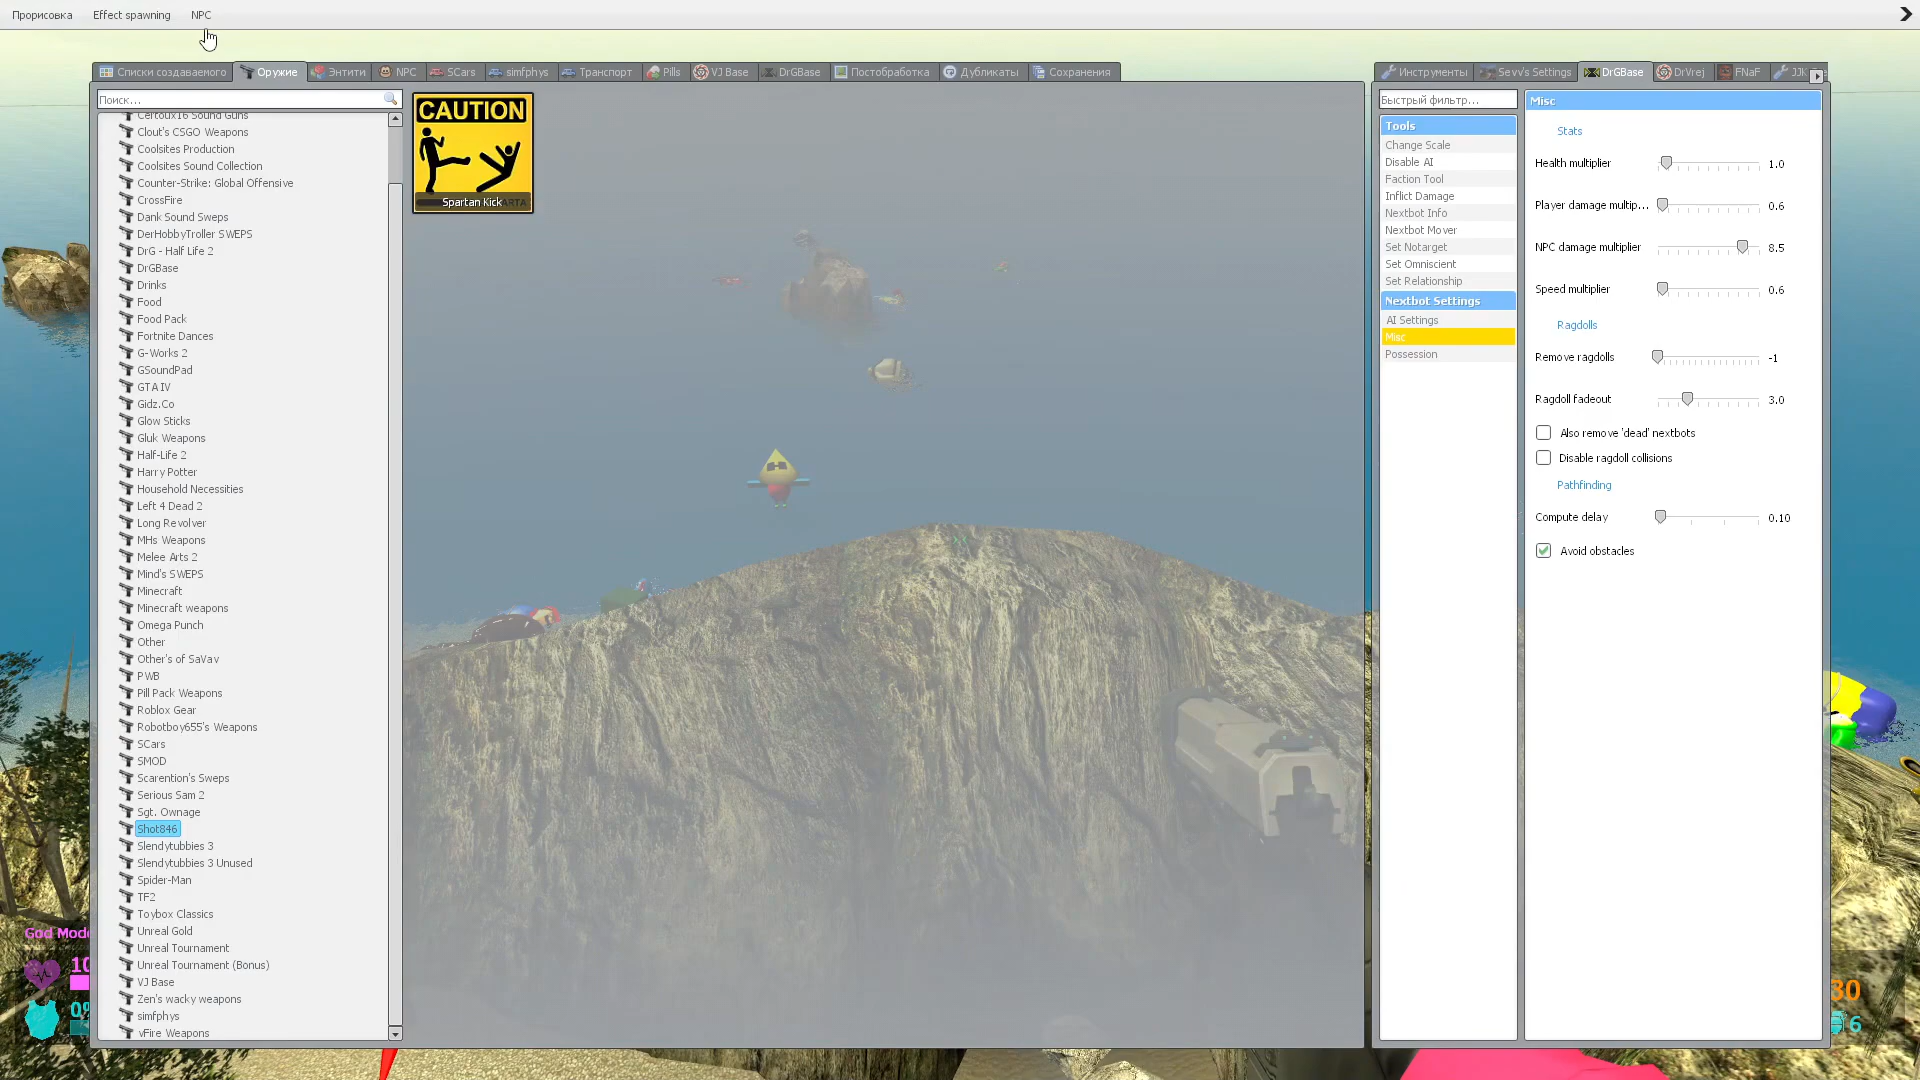 Прорисовка Effect spawning NPC
Списки создаваемого Оружие Энтити NPC SCars simfphys Транспорт Pills VJ Base DrGBase Постобработка Дубликаты Сохранения
Инструменты Sevv's Settings DrGBase DrVrej FNaF
Поиск...
Certoux16 Sound Guns
Clout's CSGO Weapons
Coolsites Production
Coolsites Sound Collection
Counter-Strike: Global Offensive
CrossFire
Dank Sound Sweps
DerHobbyTroller SWEPS
DrG - Half Life 2
DrGBase
Drinks
Food
Food Pack
Fortnite Dances
G-Works 2
GSoundPad
GTA IV
Gidz.Co
Glow Sticks
Gluk Weapons
Half-Life 2
Harry Potter
Household Necessities
Left 4 Dead 2
Long Revolver
MHs Weapons
Melee Arts 2
Mind's SWEPS
Minecraft
Minecraft weapons
Omega Punch
Other
Other's of SaVav
PWB
Pill Pack Weapons
Roblox Gear
Robotboy655's Weapons
SCars
SMOD
Scarention's Sweps
Serious Sam 2
Sgt. Ownage
Shot846
Slendytubbies 3
Slendytubbies 3 Unused
Spider-Man
TF2
Toybox Classics
Unreal Gold
Unreal Tournament
Unreal Tournament (Bonus)
VJ Base
Zen's wacky weapons
simfphys
vFire Weapons
CAUTION
Spartan Kick
Быстрый фильтр...
Tools
Change Scale
Disable AI
Faction Tool
Inflict Damage
Nextbot Info
Nextbot Mover
Set Notarget
Set Omniscient
Set Relationship
Nextbot Settings
AI Settings
Misc
Possession
Misc
Stats
Health multiplier 1.0
Player damage multip... 0.6
NPC damage multiplier 8.5
Speed multiplier 0.6
Ragdolls
Remove ragdolls -1
Ragdoll fadeout 3.0
Also remove 'dead' nextbots
Disable ragdoll collisions
Pathfinding
Compute delay 0.10
Avoid obstacles
God Mode
10
0%
30
6